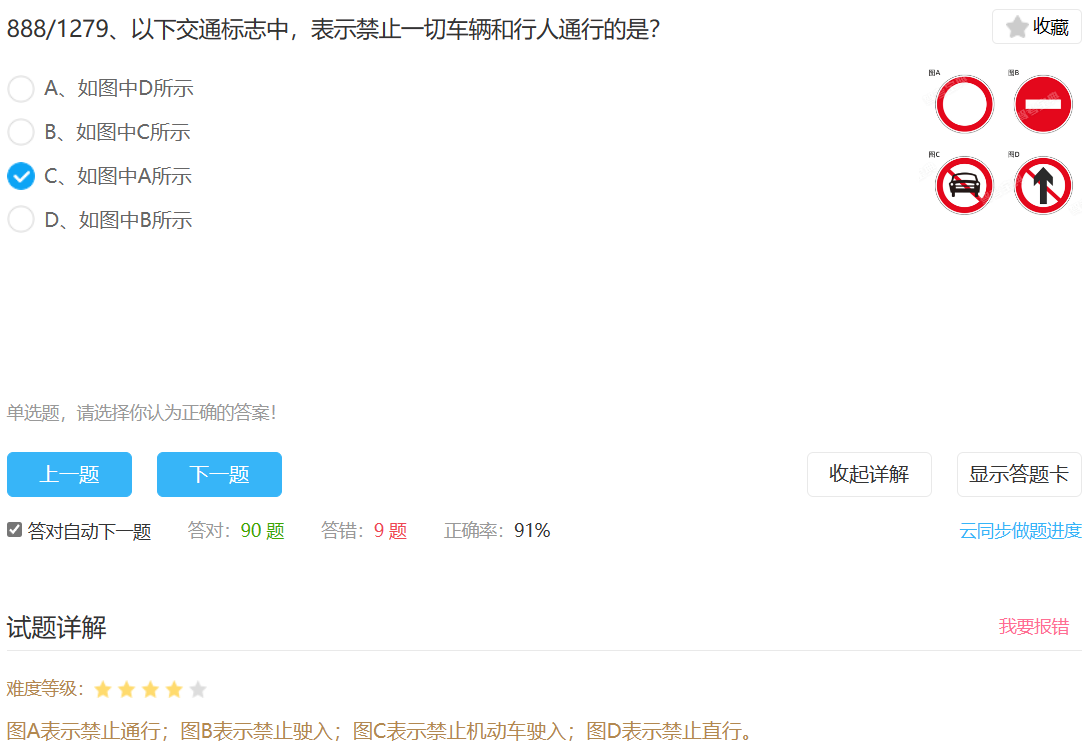 888/1279、以下交通标志中，表示禁止一切车辆和行人通行的是？
收藏
A、如图中D所示
B、如图中C所示
C、如图中A所示
D、如图中B所示
图A
图B
图C
图D
单选题，请选择你认为正确的答案！
上一题
下一题
收起详解
显示答题卡
答对自动下一题 答对：90 题 答错：9 题 正确率：91%
云同步做题进度
试题详解
我要报错
难度等级：
图A表示禁止通行；图B表示禁止驶入；图C表示禁止机动车驶入；图D表示禁止直行。